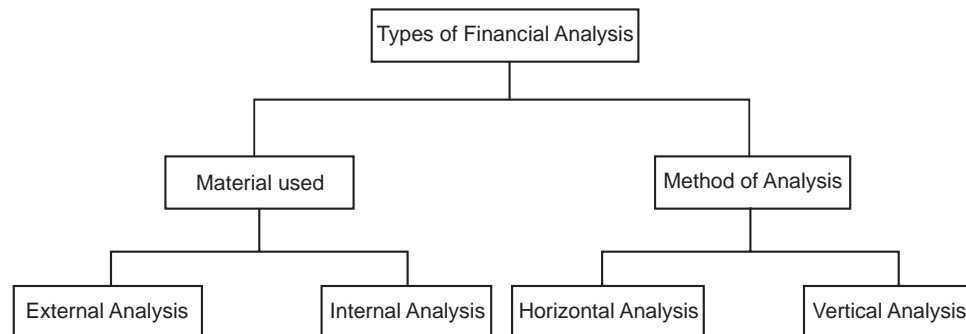 Types of Financial Analysis
Material used
Method of Analysis
External Analysis
Internal Analysis
Horizontal Analysis
Vertical Analysis